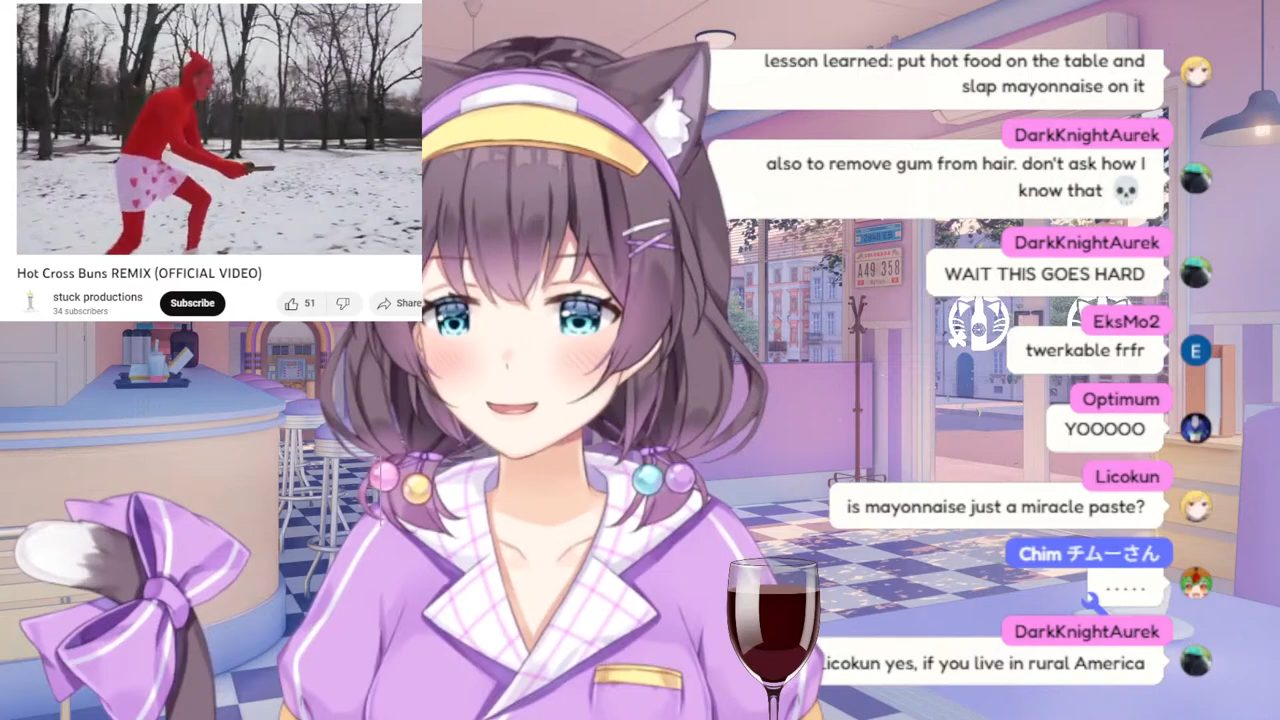 Hot Cross Buns REMIX (OFFICIAL VIDEO)
stuck productions
34 subscribers
Subscribe
51
Share
lesson learned: put hot food on the table and
slap mayonnaise on it
DarkKnightAurek
also to remove gum from hair. don't ask how I
know that
DarkKnightAurek
WAIT THIS GOES HARD
EksMo2
twerkable frfr
E
Optimum
YOOOOO
Licokun
is mayonnaise just a miracle paste?
Chim チムーさん
.....
DarkKnightAurek
icokun yes, if you live in rural America
A49 358